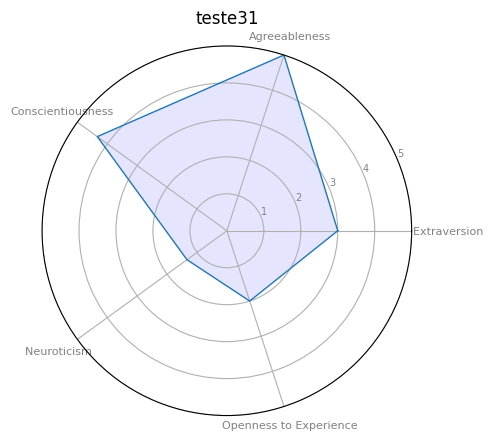 teste31
Agreeableness
Conscientiousness
5
4
3
2
1
Extraversion
Neuroticism
Openness to Experience